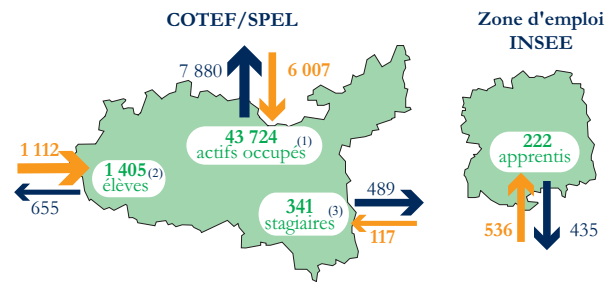 COTEF/SPEL
Zone d'emploi
INSEE
7 880
6 007
43 724 (1)
actifs occupés
222
apprentis
1 112
1 405 (2)
élèves
655
489
341 (3)
stagiaires
117
536
435